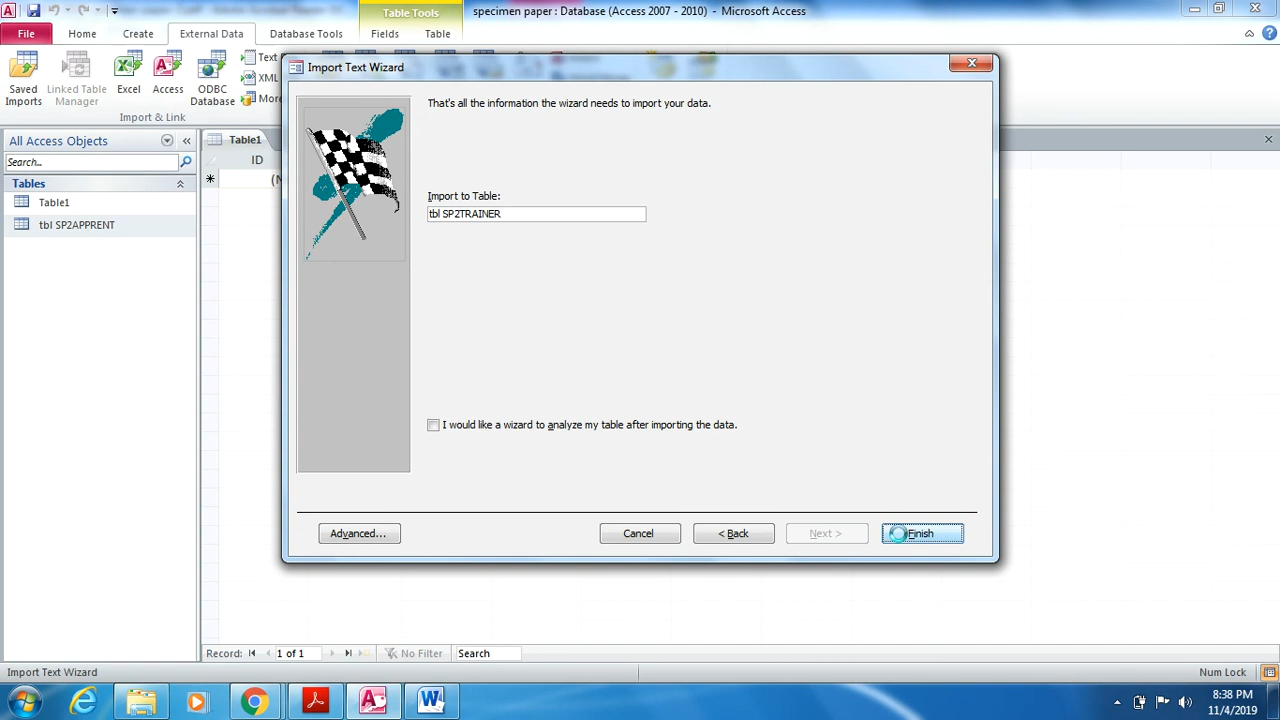 Table Tools
specimen paper : Database (Access 2007 - 2010) - Microsoft Access
File Home Create External Data Database Tools Fields Table
Saved Imports
Linked Table Manager
Excel
Access
ODBC Database
Text
XML
More
Import & Link
Import Text Wizard
All Access Objects
Search...
Tables
Table1
tbl SP2APPRENT
Table1
ID
That's all the information the wizard needs to import your data.
Import to Table:
tbl SP2TRAINER
I would like a wizard to analyze my table after importing the data.
Advanced... Cancel < Back Next > Finish
Record: 1 of 1 No Filter Search
Import Text Wizard Num Lock
8:38 PM
11/4/2019